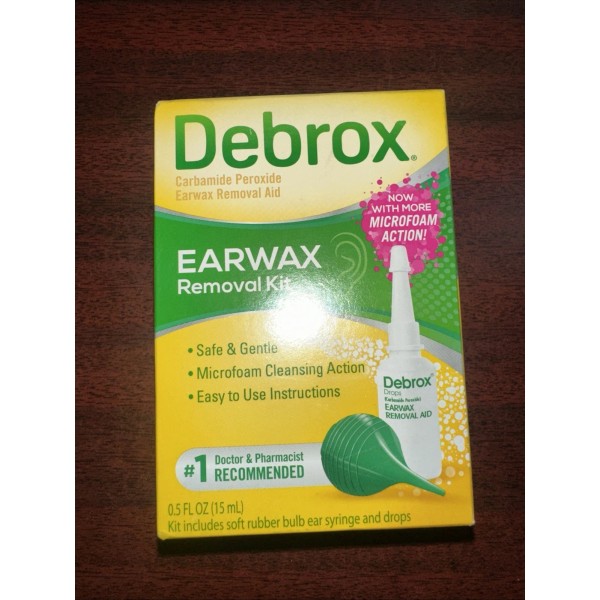 Debrox®
Carbamide Peroxide
Earwax Removal Aid
NOW
WITH MORE
MICROFOAM
ACTION!
EARWAX
Removal Kit
• Safe & Gentle
• Microfoam Cleansing Action
• Easy to Use Instructions
Debrox®
Drops
EARWAX
REMOVAL AID
#1 Doctor & Pharmacist
RECOMMENDED
0.5 FL OZ (15 mL)
Kit includes soft rubber bulb ear syringe and drops